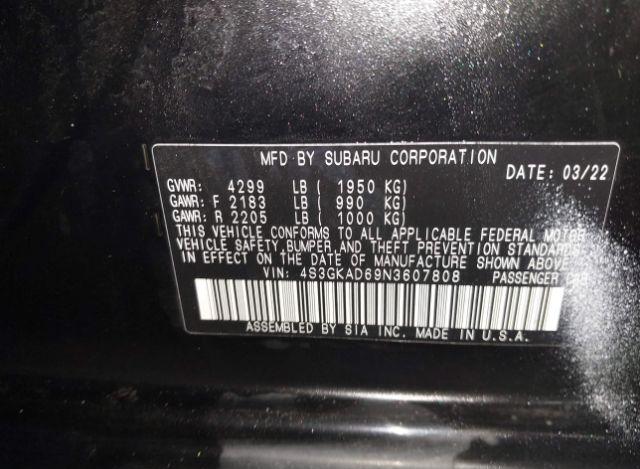 MFD BY SUBARU CORPORATION
DATE: 03/22
GVWR: 4299 LB ( 1950 KG)
GAWR: F 2183 LB ( 990 KG)
GAWR: R 2205 LB ( 1000 KG)
THIS VEHICLE CONFORMS TO ALL APPLICABLE FEDERAL MOTOR
VEHICLE SAFETY, BUMPER, AND THEFT PREVENTION STANDARDS
IN EFFECT ON THE DATE OF MANUFACTURE SHOWN ABOVE
VIN: 4S3GKAD69N3607808 PASSENGER CAR
ASSEMBLED BY SIA INC. MADE IN U.S.A.